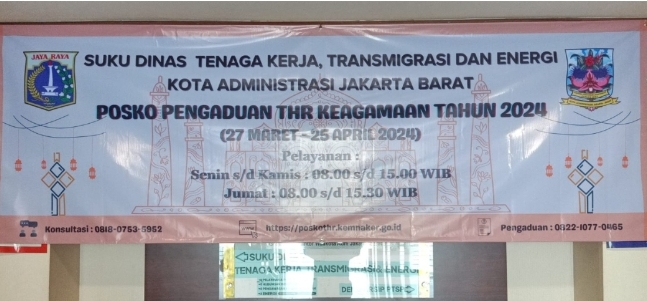 JAYA RAYA
SUKU DINAS TENAGA KERJA, TRANSMIGRASI DAN ENERGI
KOTA ADMINISTRASI JAKARTA BARAT
POSKO PENGADUAN THR KEAGAMAAN TAHUN 2024
(27 MARET - 25 APRIL 2024)
Pelayanan :
Senin s/d Kamis : 08.00 s/d 15.00 WIB
Jumat : 08.00 s/d 15.30 WIB
Konsultasi : 0818-0753-5952
https://poskothr.kemnaker.go.id
Pengaduan : 0822-1077-0465
SUKU DI
TENAGA KERJA, TRANSMIGRASI & ENERGI